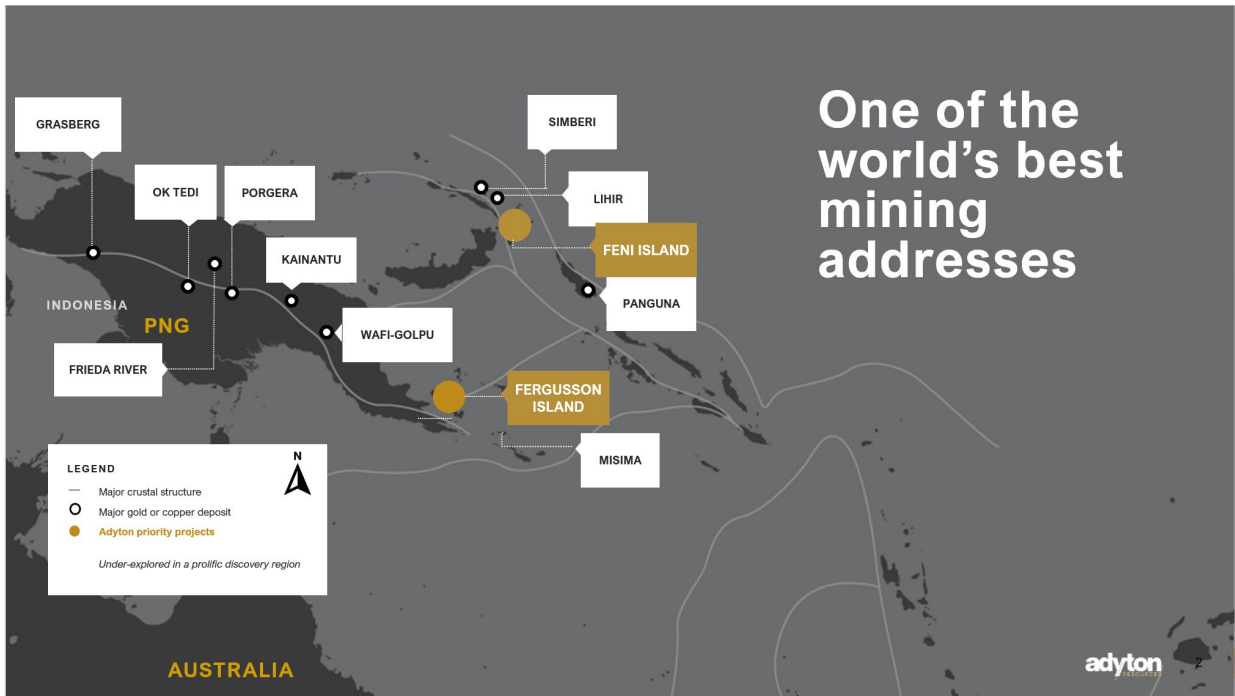 One of the
world's best
mining
addresses
GRASBERG
OK TEDI
PORGERA
KAINANTU
SIMBERI
LIHIR
FENI ISLAND
PANGUNA
INDONESIA
PNG
WAFI-GOLPU
FRIEDA RIVER
FERGUSSON
ISLAND
MISIMA
LEGEND
N
Major crustal structure
Major gold or copper deposit
Adyton priority projects
Under-explored in a prolific discovery region
AUSTRALIA
adyton
RESOURCES
2